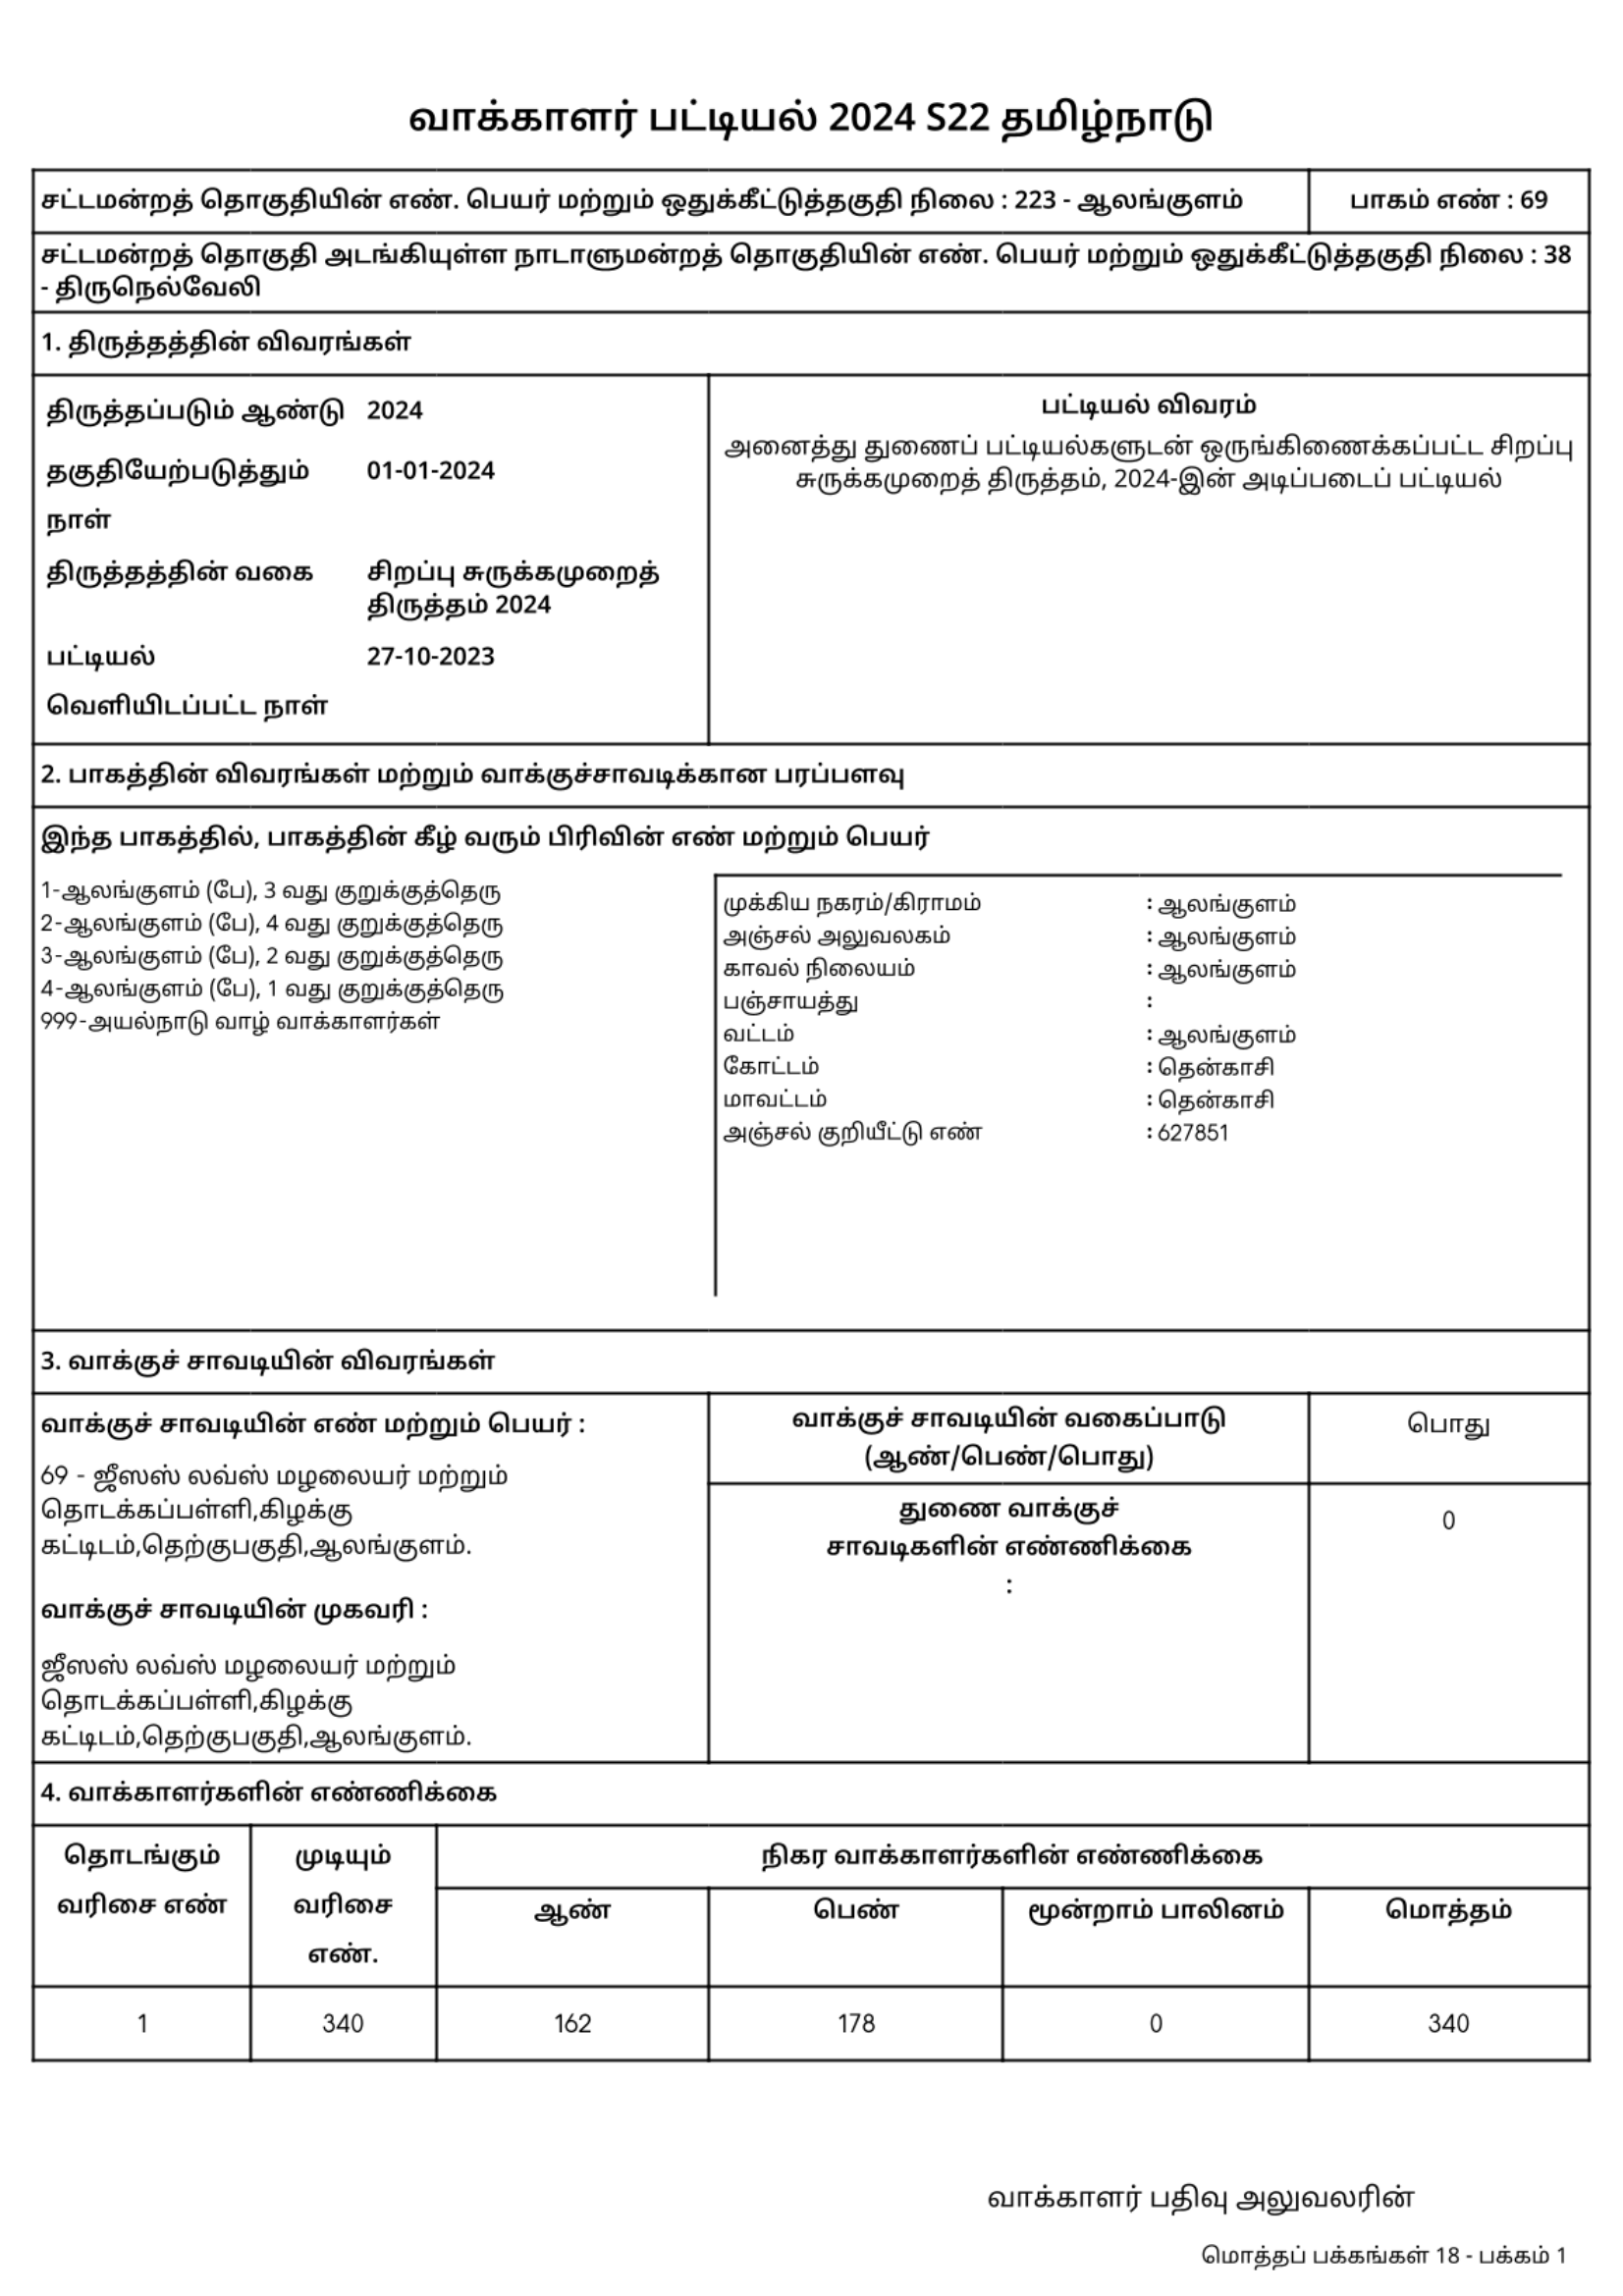 வாக்காளர் பட்டியல் 2024 S22 தமிழ்நாடு
சட்டமன்றத் தொகுதியின் எண். பெயர் மற்றும் ஒதுக்கீட்டுத்தகுதி நிலை : 223 - ஆலங்குளம்
பாகம் எண் : 69
சட்டமன்றத் தொகுதி அடங்கியுள்ள நாடாளுமன்றத் தொகுதியின் எண். பெயர் மற்றும் ஒதுக்கீட்டுத்தகுதி நிலை : 38
- திருநெல்வேலி
1. திருத்தத்தின் விவரங்கள்
திருத்தப்படும் ஆண்டு 2024
தகுதியேற்படுத்தும் 01-01-2024
நாள்
திருத்தத்தின் வகை சிறப்பு சுருக்கமுறைத்
திருத்தம் 2024
பட்டியல் 27-10-2023
வெளியிடப்பட்ட நாள்
பட்டியல் விவரம்
அனைத்து துணைப் பட்டியல்களுடன் ஒருங்கிணைக்கப்பட்ட சிறப்பு
சுருக்கமுறைத் திருத்தம், 2024-இன் அடிப்படைப் பட்டியல்
2. பாகத்தின் விவரங்கள் மற்றும் வாக்குச்சாவடிக்கான பரப்பளவு
இந்த பாகத்தில், பாகத்தின் கீழ் வரும் பிரிவின் எண் மற்றும் பெயர்
1-ஆலங்குளம் (பே), 3 வது குறுக்குத்தெரு
2-ஆலங்குளம் (பே), 4 வது குறுக்குத்தெரு
3-ஆலங்குளம் (பே), 2 வது குறுக்குத்தெரு
4-ஆலங்குளம் (பே), 1 வது குறுக்குத்தெரு
999-அயல்நாடு வாழ் வாக்காளர்கள்
முக்கிய நகரம்/கிராமம் : ஆலங்குளம்
அஞ்சல் அலுவலகம் : ஆலங்குளம்
காவல் நிலையம் : ஆலங்குளம்
பஞ்சாயத்து :
வட்டம் : ஆலங்குளம்
கோட்டம் : தென்காசி
மாவட்டம் : தென்காசி
அஞ்சல் குறியீட்டு எண் : 627851
3. வாக்குச் சாவடியின் விவரங்கள்
வாக்குச் சாவடியின் எண் மற்றும் பெயர் :
69 - ஜீஸஸ் லவ்ஸ் மழலையர் மற்றும்
தொடக்கப்பள்ளி,கிழக்கு
கட்டிடம்,தெற்குபகுதி,ஆலங்குளம்.
வாக்குச் சாவடியின் முகவரி :
ஜீஸஸ் லவ்ஸ் மழலையர் மற்றும்
தொடக்கப்பள்ளி,கிழக்கு
கட்டிடம்,தெற்குபகுதி,ஆலங்குளம்.
வாக்குச் சாவடியின் வகைப்பாடு
(ஆண்/பெண்/பொது)
பொது
துணை வாக்குச்
சாவடிகளின் எண்ணிக்கை
:
0
4. வாக்காளர்களின் எண்ணிக்கை
தொடங்கும்
வரிசை எண்
முடியும்
வரிசை
எண்.
நிகர வாக்காளர்களின் எண்ணிக்கை
ஆண் பெண் மூன்றாம் பாலினம் மொத்தம்
1 340 162 178 0 340
வாக்காளர் பதிவு அலுவலரின்
மொத்தப் பக்கங்கள் 18 - பக்கம் 1